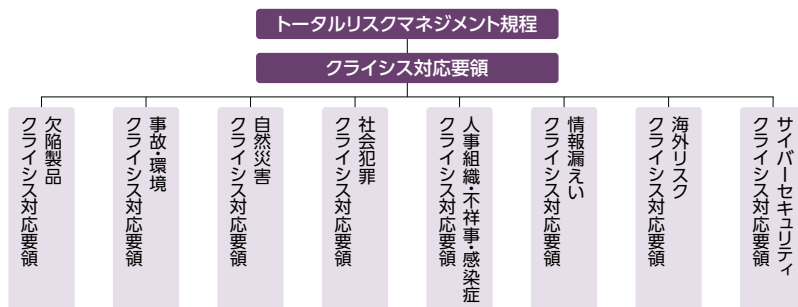 トータルリスクマネジメント規程
クライシス対応要領
欠陥製品
クライシス対応要領
事故・環境
クライシス対応要領
自然災害
クライシス対応要領
社会犯罪
クライシス対応要領
人事組織・不祥事・感染症
クライシス対応要領
情報漏えい
クライシス対応要領
海外リスク
クライシス対応要領
サイバーセキュリティ
クライシス対応要領